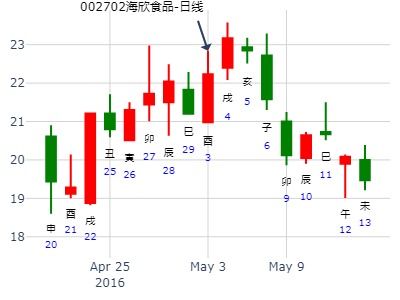 002702海欣食品-日线
23
22
21
20
19
18
申
20
酉
21
戌
22
丑
25
寅
26
卯
27
辰
28
巳
29
酉
3
戌
4
亥
5
子
6
卯
9
辰
10
巳
11
午
12
未
13
Apr 25
2016
May 3
May 9